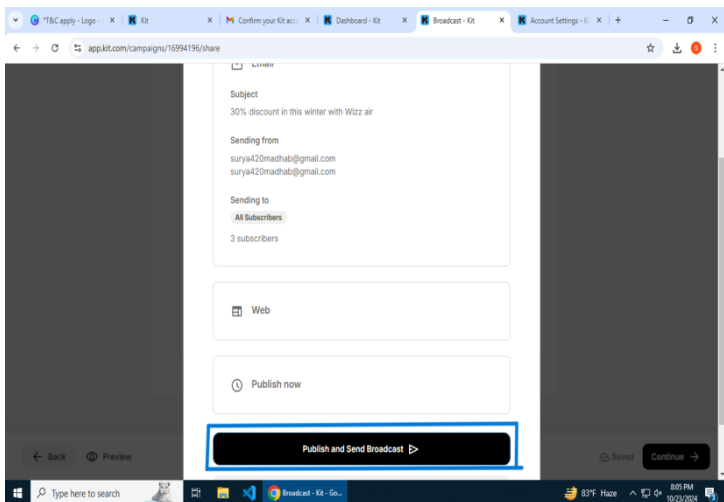 *T&C apply - Logo -
Kit
Confirm your Kit acc
Dashboard - Kit
Broadcast - Kit
Account Settings - K
app.kit.com/campaigns/16994196/share
S
Email
Subject
30% discount in this winter with Wizz air
Sending from
surya420madhab@gmail.com
surya420madhab@gmail.com
Sending to
All Subscribers
3 subscribers
Web
Publish now
Publish and Send Broadcast
Back
Preview
Saved
Continue
Type here to search
Broadcast - Kit - Go...
83°F Haze
8:05 PM
10/23/2024